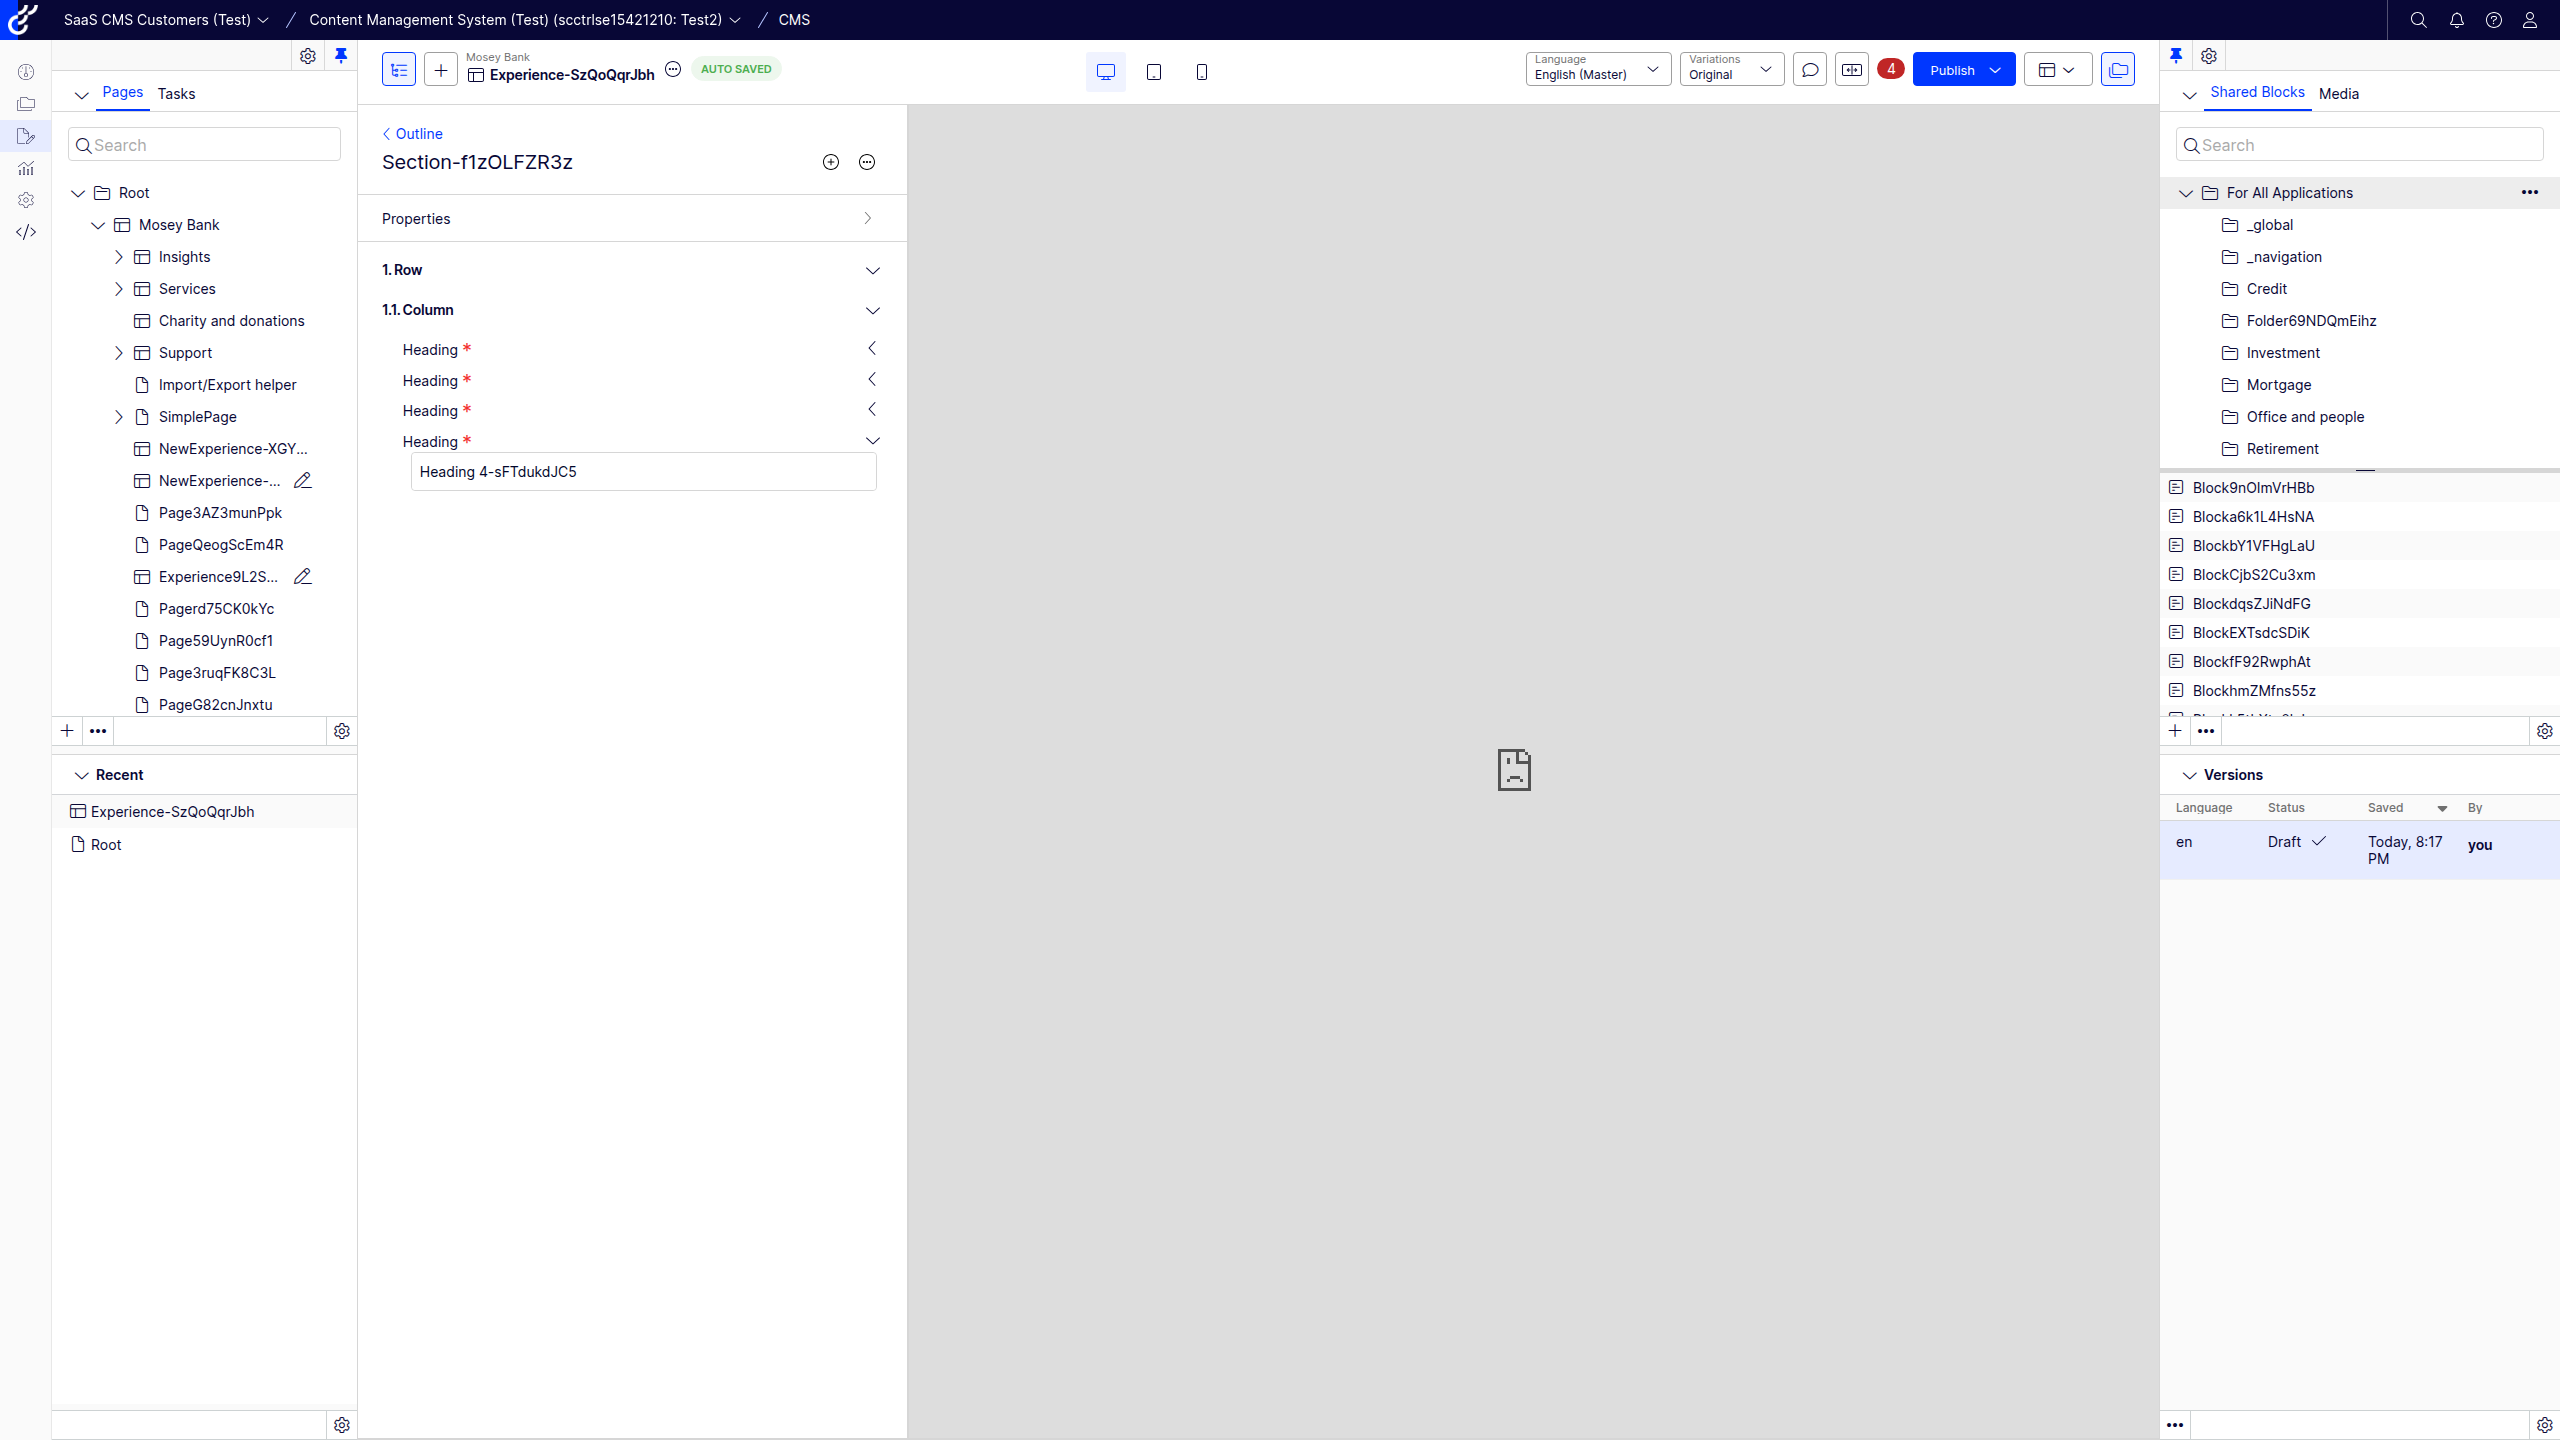 SaaS CMS Customers (Test) / Content Management System (Test) (scctrlse15421210: Test2) / CMS
Pages Tasks
Search
Root
Mosey Bank
Insights
Services
Charity and donations
Support
Import/Export helper
SimplePage
NewExperience-XGY...
NewExperience-...
Page3AZ3munPpk
PageQeogScEm4R
Experience9L2S...
Pagerd75CK0kYc
Page59UynR0cf1
Page3ruqFK8C3L
PageG82cnJnxtu
Recent
Experience-SzQoQqrJbh
Root
Mosey Bank
Experience-SzQoQqrJbh
AUTO SAVED
Language
English (Master)
Variations
Original
4
Publish
Outline
Section-f1zOLFZR3z
Properties
1. Row
1.1. Column
Heading *
Heading *
Heading *
Heading *
Heading 4-sFTdukdJC5
Shared Blocks Media
Search
For All Applications
_global
_navigation
Credit
Folder69NDQmEihz
Investment
Mortgage
Office and people
Retirement
Block9nOlmVrHBb
Blocka6k1L4HsNA
BlockbY1VFHgLaU
BlockCjbS2Cu3xm
BlockdqsZJiNdFG
BlockEXTsdcSDiK
BlockfF92RwphAt
BlockhmZMfns55z
Versions
Language Status Saved By
en Draft Today, 8:17 PM you